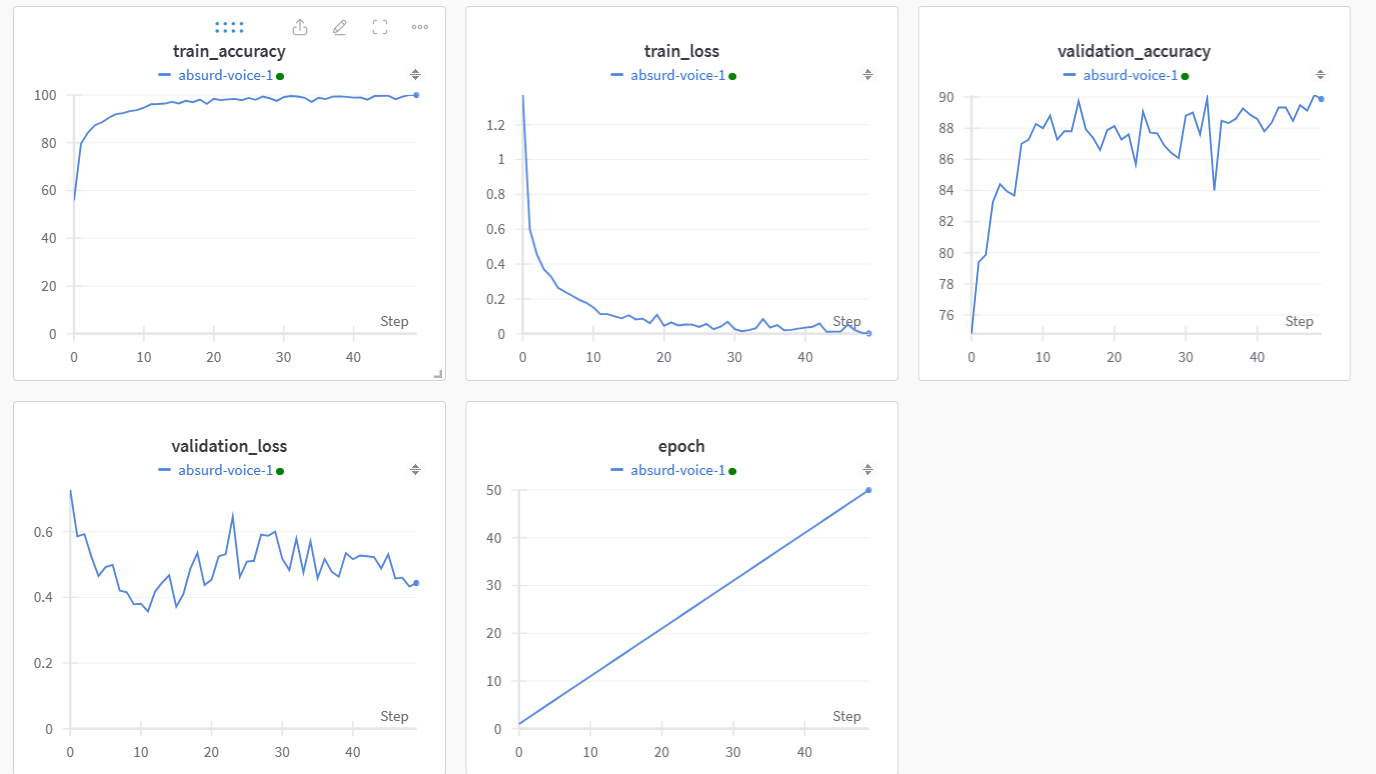 train_accuracy
absurd-voice-1
100
80
60
40
20
0
Step
0 10 20 30 40
train_loss
absurd-voice-1
1.2
1
0.8
0.6
0.4
0.2
0
Step
0 10 20 30 40
validation_accuracy
absurd-voice-1
90
88
86
84
82
80
78
76
Step
0 10 20 30 40
validation_loss
absurd-voice-1
0.6
0.4
0.2
0
Step
0 10 20 30 40
epoch
absurd-voice-1
50
40
30
20
10
0
Step
0 10 20 30 40